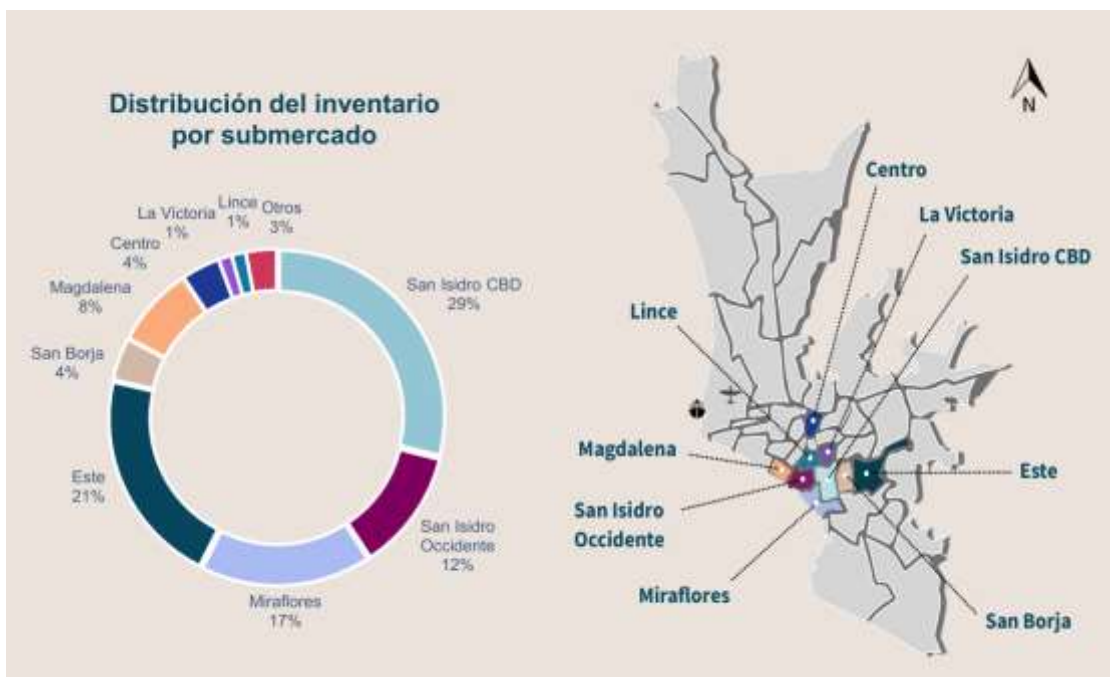 Distribución del inventario
por submercado
La Victoria
1%
Lince
1%
Otros
3%
Centro
4%
Magdalena
8%
San Borja
4%
Este
21%
Miraflores
17%
San Isidro
Occidente
12%
San Isidro CBD
29%
N
Centro
La Victoria
San Isidro CBD
Lince
Magdalena
Este
San Isidro
Occidente
Miraflores
San Borja